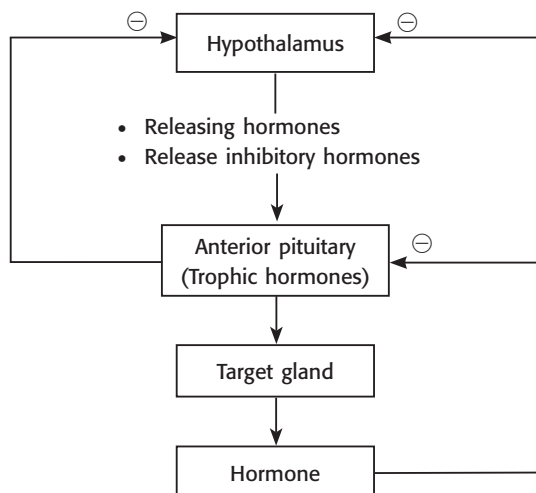 ⊖
⊖
Hypothalamus
• Releasing hormones
• Release inhibitory hormones
⊖
Anterior pituitary
(Trophic hormones)
Target gland
Hormone